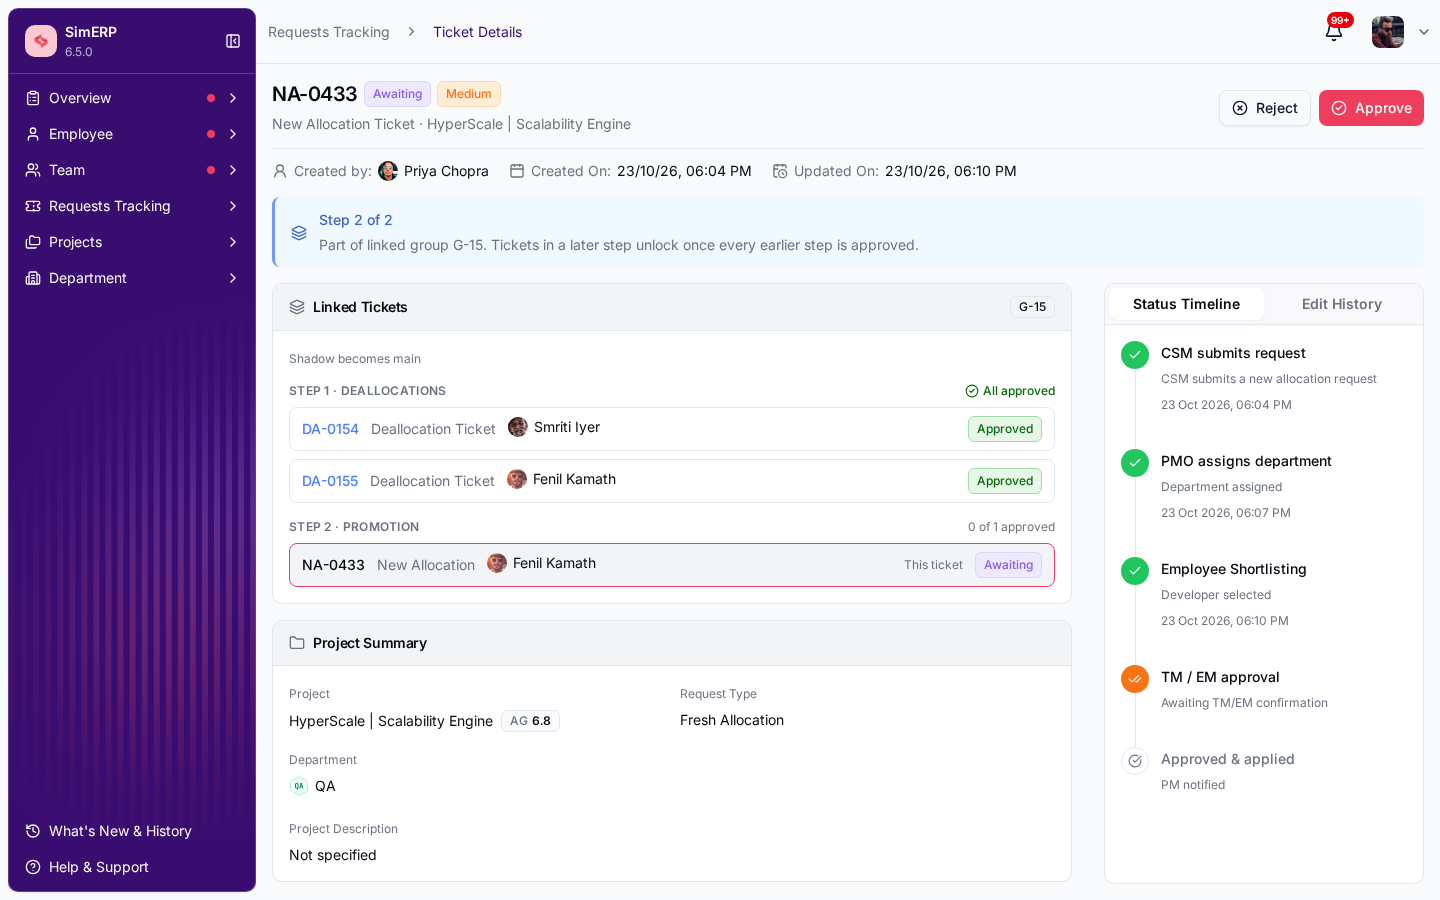 SimERP
6.5.0
Overview
Employee
Team
Requests Tracking
Projects
Department
What's New & History
Help & Support
Requests Tracking > Ticket Details
99+
NA-0433 Awaiting Medium
New Allocation Ticket · HyperScale | Scalability Engine
Reject Approve
Created by: Priya Chopra Created On: 23/10/26, 06:04 PM Updated On: 23/10/26, 06:10 PM
Step 2 of 2
Part of linked group G-15. Tickets in a later step unlock once every earlier step is approved.
Linked Tickets G-15
Shadow becomes main
STEP 1 · DEALLOCATIONS All approved
DA-0154 Deallocation Ticket Smriti Iyer Approved
DA-0155 Deallocation Ticket Fenil Kamath Approved
STEP 2 · PROMOTION 0 of 1 approved
NA-0433 New Allocation Fenil Kamath This ticket Awaiting
Project Summary
Project Request Type
HyperScale | Scalability Engine AG 6.8 Fresh Allocation
Department
QA QA
Project Description
Not specified
Status Timeline Edit History
CSM submits request
CSM submits a new allocation request
23 Oct 2026, 06:04 PM
PMO assigns department
Department assigned
23 Oct 2026, 06:07 PM
Employee Shortlisting
Developer selected
23 Oct 2026, 06:10 PM
TM / EM approval
Awaiting TM/EM confirmation
Approved & applied
PM notified